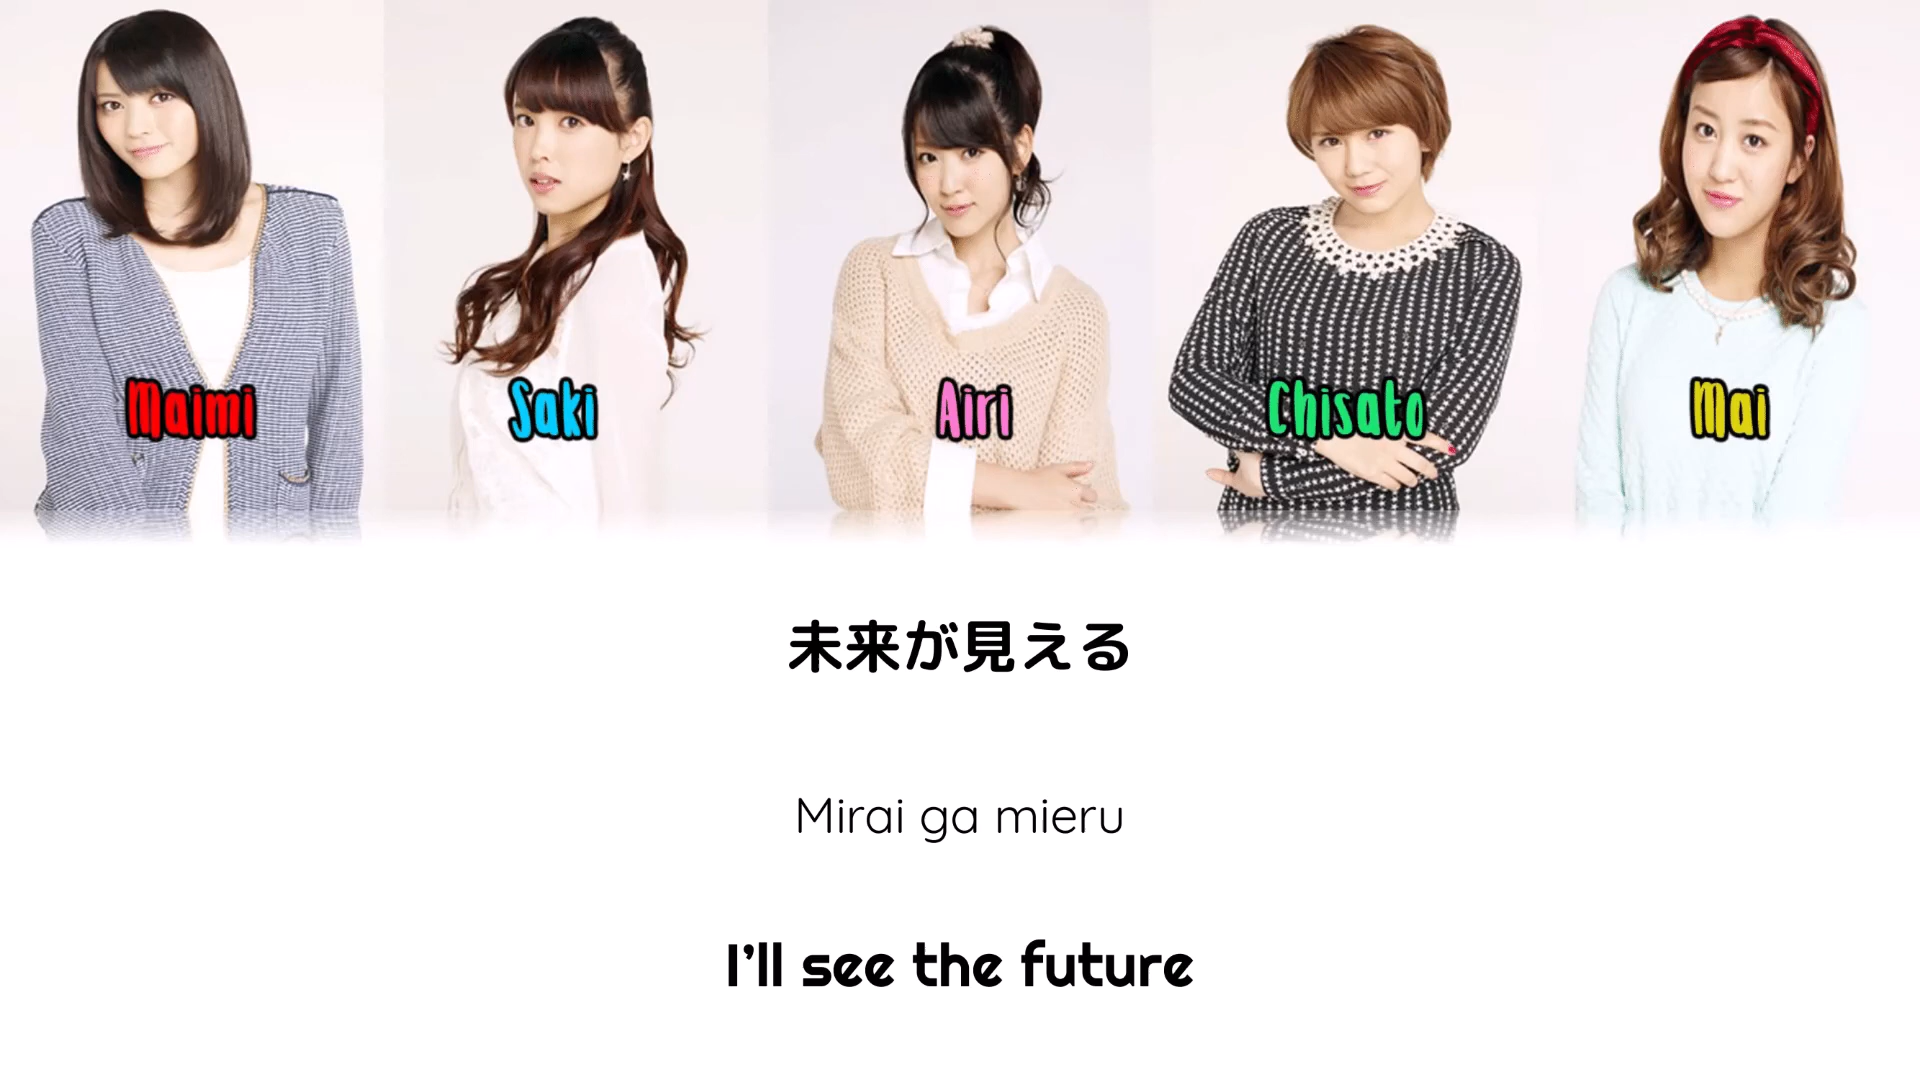 Maimi
Saki
Airi
Chisato
Mai
未来が見える
Mirai ga mieru
I'll see the future